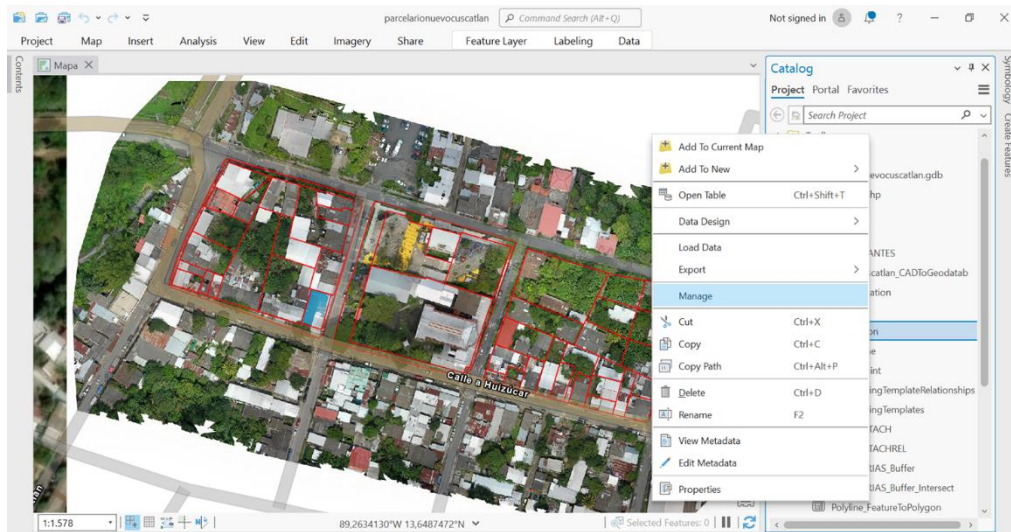 parcelarionuevocuscatlan
Command Search (Alt+Q)
Not signed in
?
Project Map Insert Analysis View Edit Imagery Share Feature Layer Labeling Data
Contents
Mapa
Catalog
Project Portal Favorites
Search Project
Symbology
Create Features
Add To Current Map
Add To New
evocuscatlan.gdb
Open Table Ctrl+Shift+T
hp
Data Design
Load Data
ANTES
Export
scatlan_CADToGeodatab
Manage
ation
Cut Ctrl+X
on
Copy Ctrl+C
e
Copy Path Ctrl+Alt+P
int
Delete Ctrl+D
ingTemplateRelationships
Rename F2
ingTemplates
View Metadata
TACH
Edit Metadata
TACHREL
RIAS_Buffer
Properties
RIAS_Buffer_Intersect
Polyline_FeatureToPolygon
Calle a Huizúcar
1:1.578
89,2634130°W 13,6487472°N
Selected Features: 0